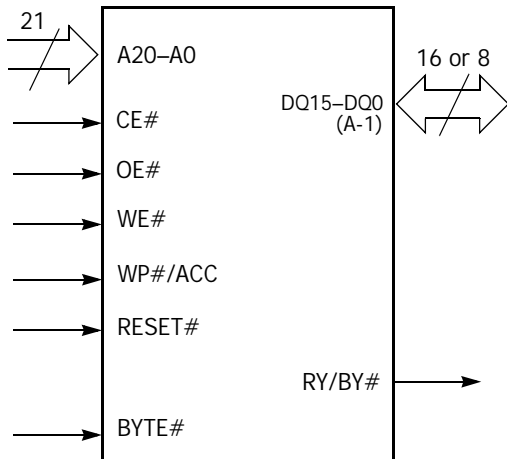 21
A20–A0
16 or 8
DQ15–DQ0
(A-1)
CE#
OE#
WE#
WP#/ACC
RESET#
RY/BY#
BYTE#